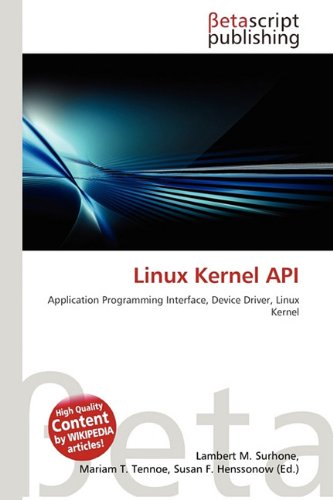 βetascript
publishing
Linux Kernel API
Application Programming Interface, Device Driver, Linux
Kernel
High Quality
Content
by WIKIPEDIA
articles!
βeta
Lambert M. Surhone,
Mariam T. Tennoe, Susan F. Henssonow (Ed.)